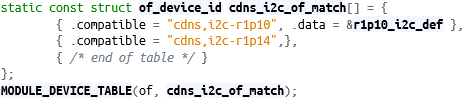 static const struct of_device_id cdns_i2c_of_match[] = {
        { .compatible = "cdns,i2c-r1p10", .data = &r1p10_i2c_def },
        { .compatible = "cdns,i2c-r1p14",},
        { /* end of table */ }
};
MODULE_DEVICE_TABLE(of, cdns_i2c_of_match);